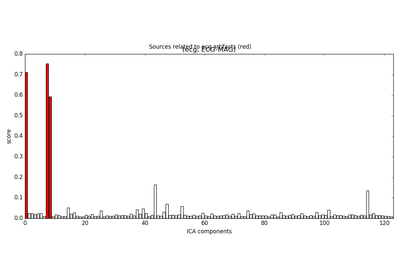 Sources related to ecg artifacts (red)
(ecg, ECG-MAG)
0.8
0.7
0.6
0.5
0.4
0.3
0.2
0.1
0.0
score
0 20 40 60 80 100 120
ICA components